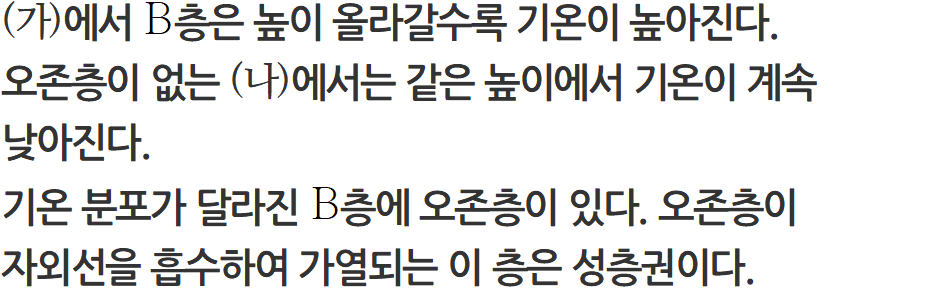 (가)에서 B층은 높이 올라갈수록 기온이 높아진다.
오존층이 없는 (나)에서는 같은 높이에서 기온이 계속
낮아진다.
기온 분포가 달라진 B층에 오존층이 있다. 오존층이
자외선을 흡수하여 가열되는 이 층은 성층권이다.